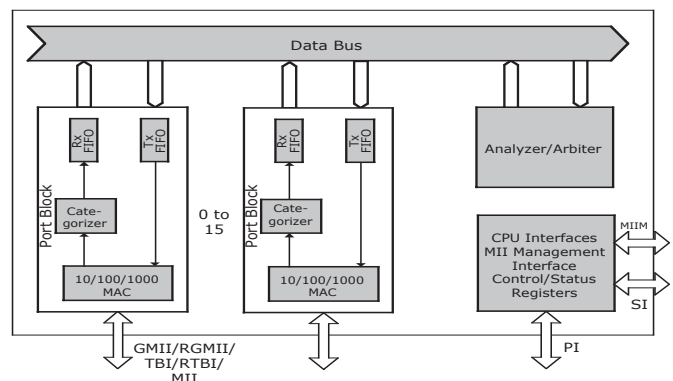 Data Bus
Rx
FIFO
Tx
FIFO
Port Block
Cate-
gorizer
10/100/1000
MAC
0 to
15
Rx
FIFO
Tx
FIFO
Port Block
Cate-
gorizer
10/100/1000
MAC
Analyzer/Arbiter
CPU Interfaces
MII Management
Interface
Control/Status
Registers
MIIM
SI
GMII/RGMII/
TBI/RTBI/
MII
PI